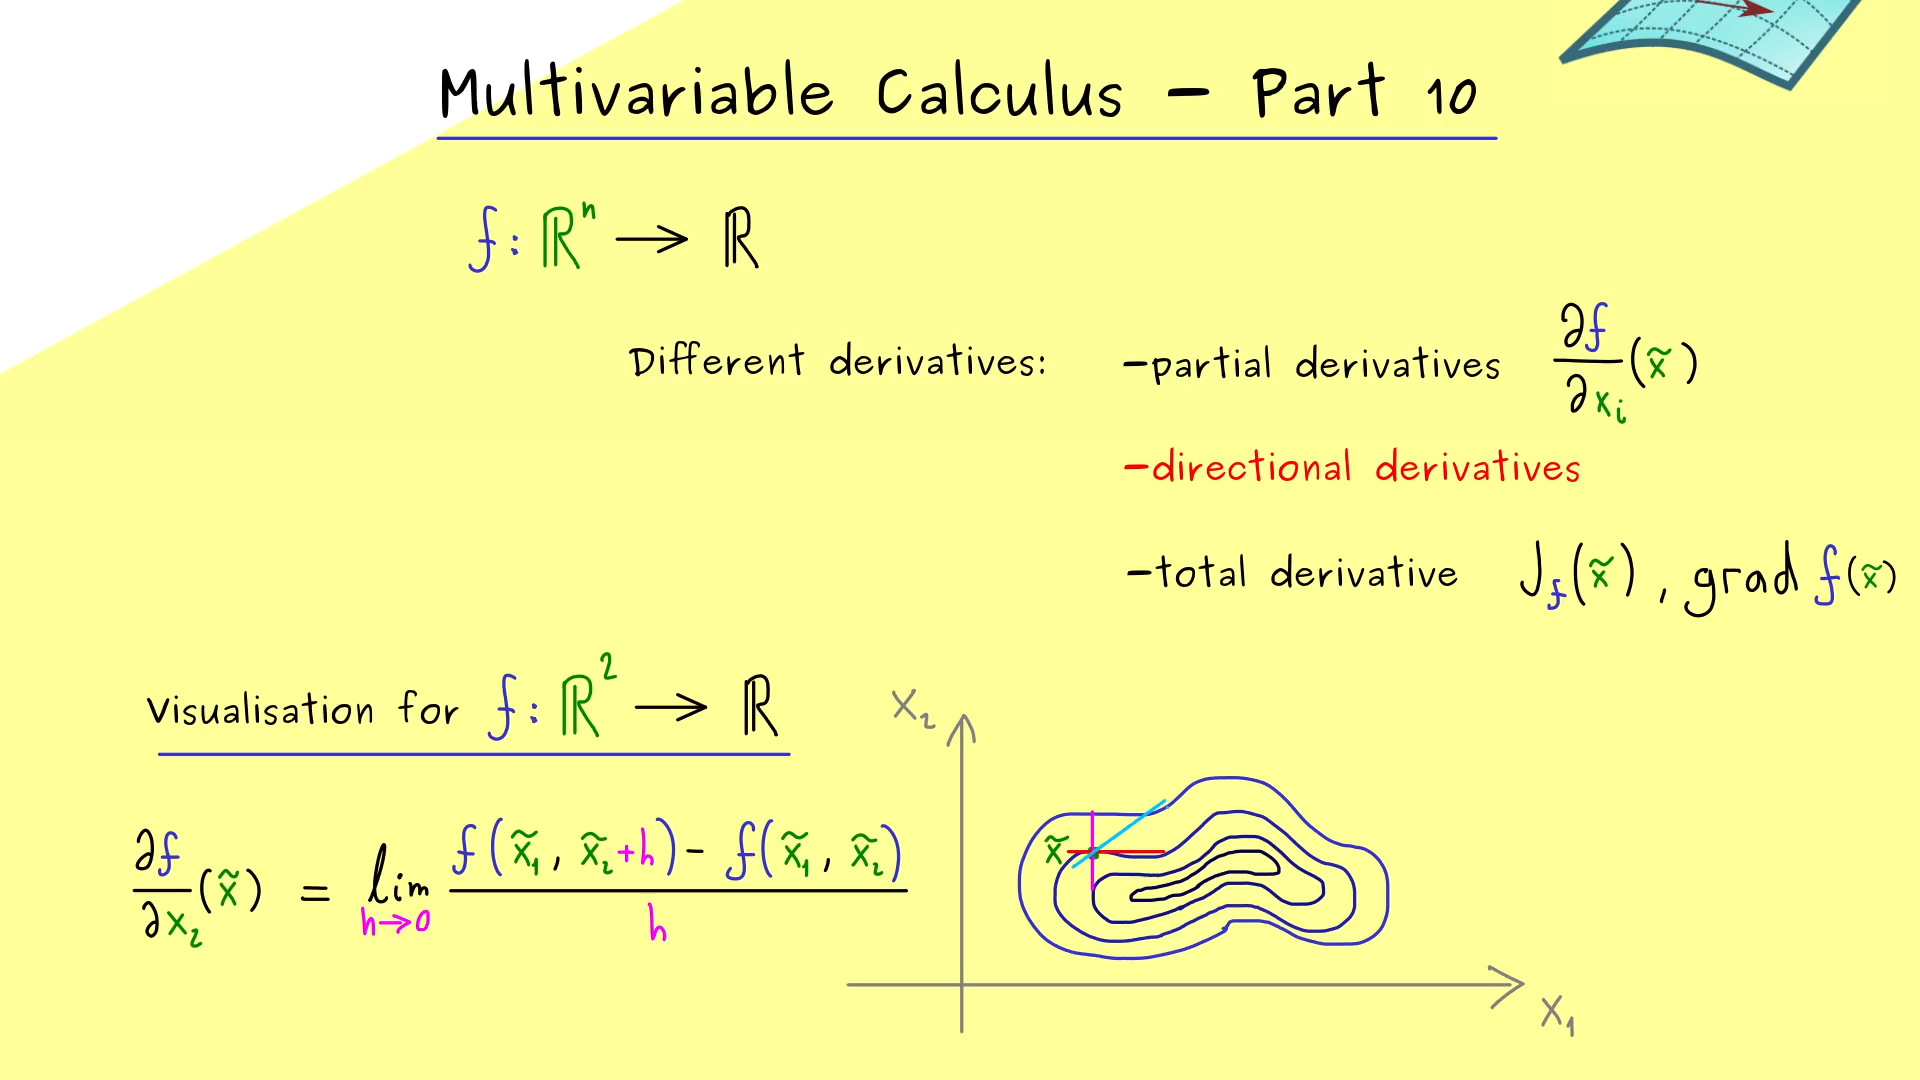 Multivariable Calculus – Part 10
f: ℝⁿ ⟶ ℝ
Different derivatives: –partial derivatives ∂f/∂xᵢ (x̃)
–directional derivatives
–total derivative J_f(x̃), grad f(x̃)
Visualisation for f: ℝ² ⟶ ℝ
∂f/∂x₂ (x̃) = lim_{h→0} (f(x̃₁, x̃₂+h) – f(x̃₁, x̃₂))/h
x₂
x̃
x₁